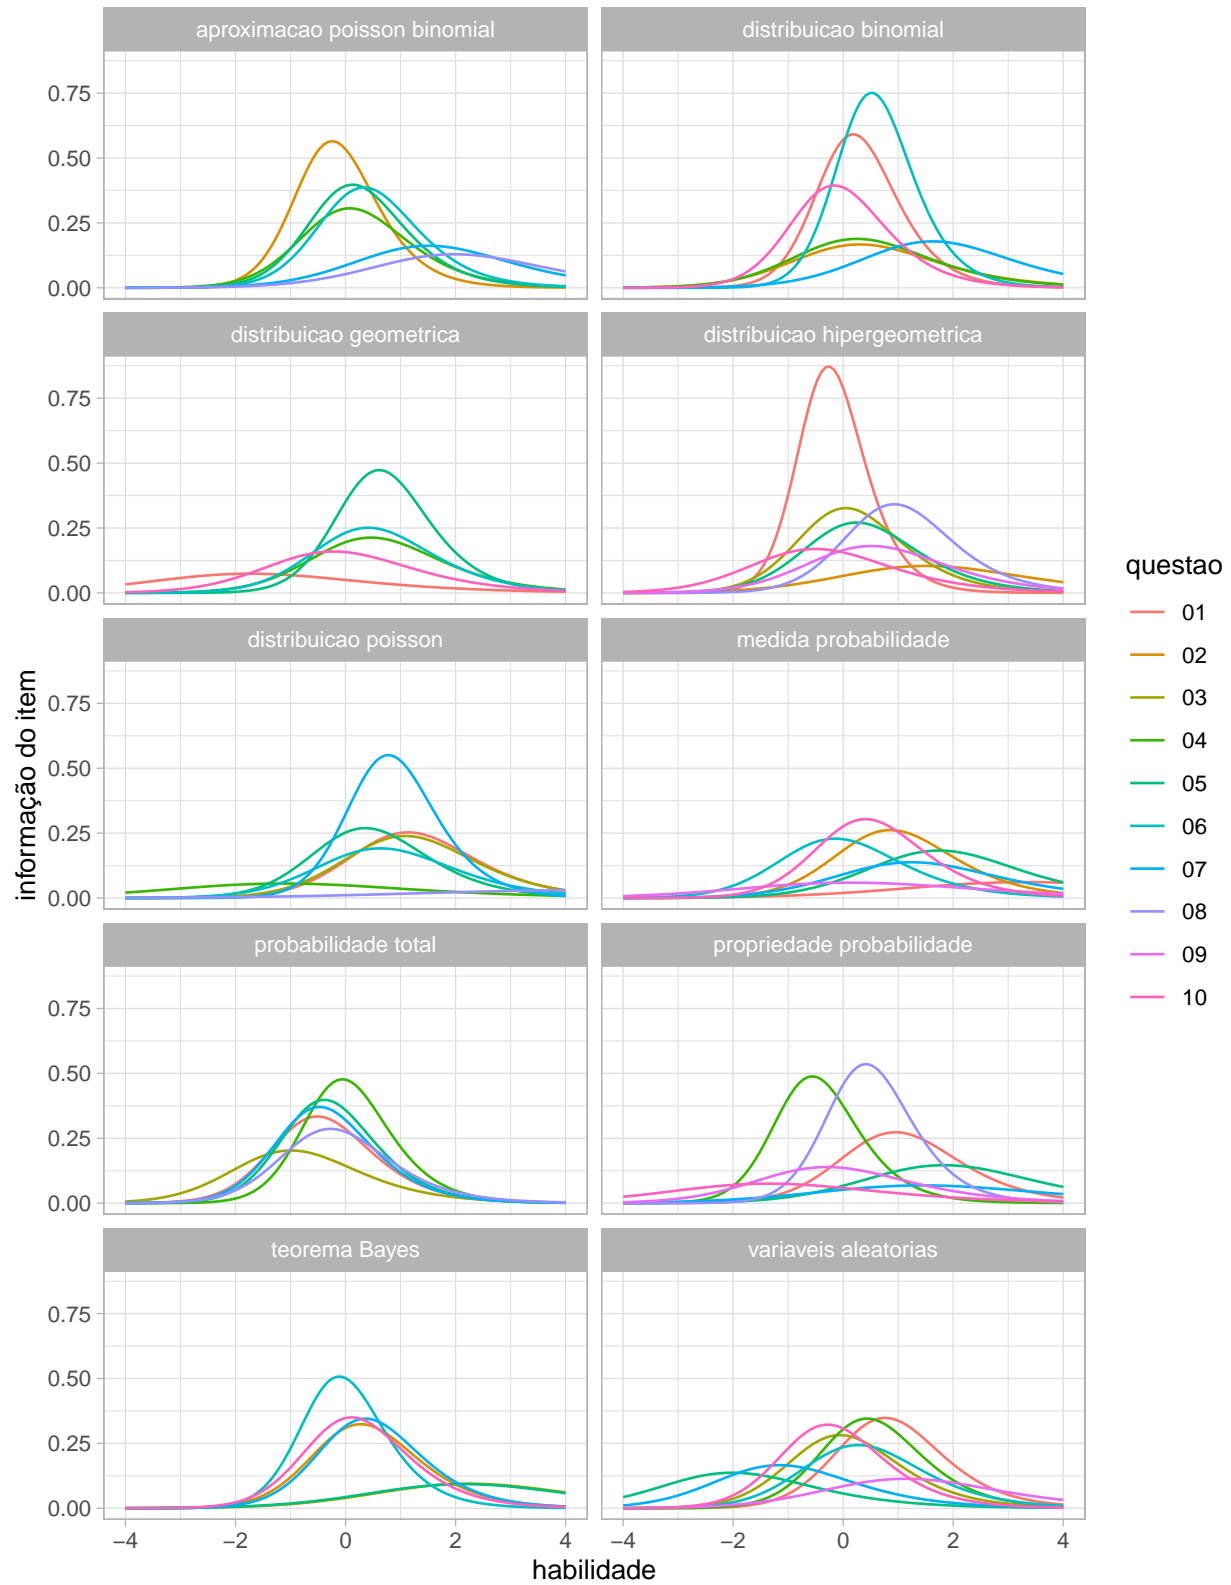 aproximacao poisson binomial
distribuicao binomial
0.75
0.50
0.25
0.00
distribuicao geometrica
distribuicao hipergeometrica
0.75
0.50
0.25
0.00
distribuicao poisson
medida probabilidade
0.75
0.50
0.25
0.00
probabilidade total
propriedade probabilidade
0.75
0.50
0.25
0.00
teorema Bayes
variaveis aleatorias
0.75
0.50
0.25
0.00
−4 −2 0 2 4
−4 −2 0 2 4
habilidade
informação do item
questao
01
02
03
04
05
06
07
08
09
10